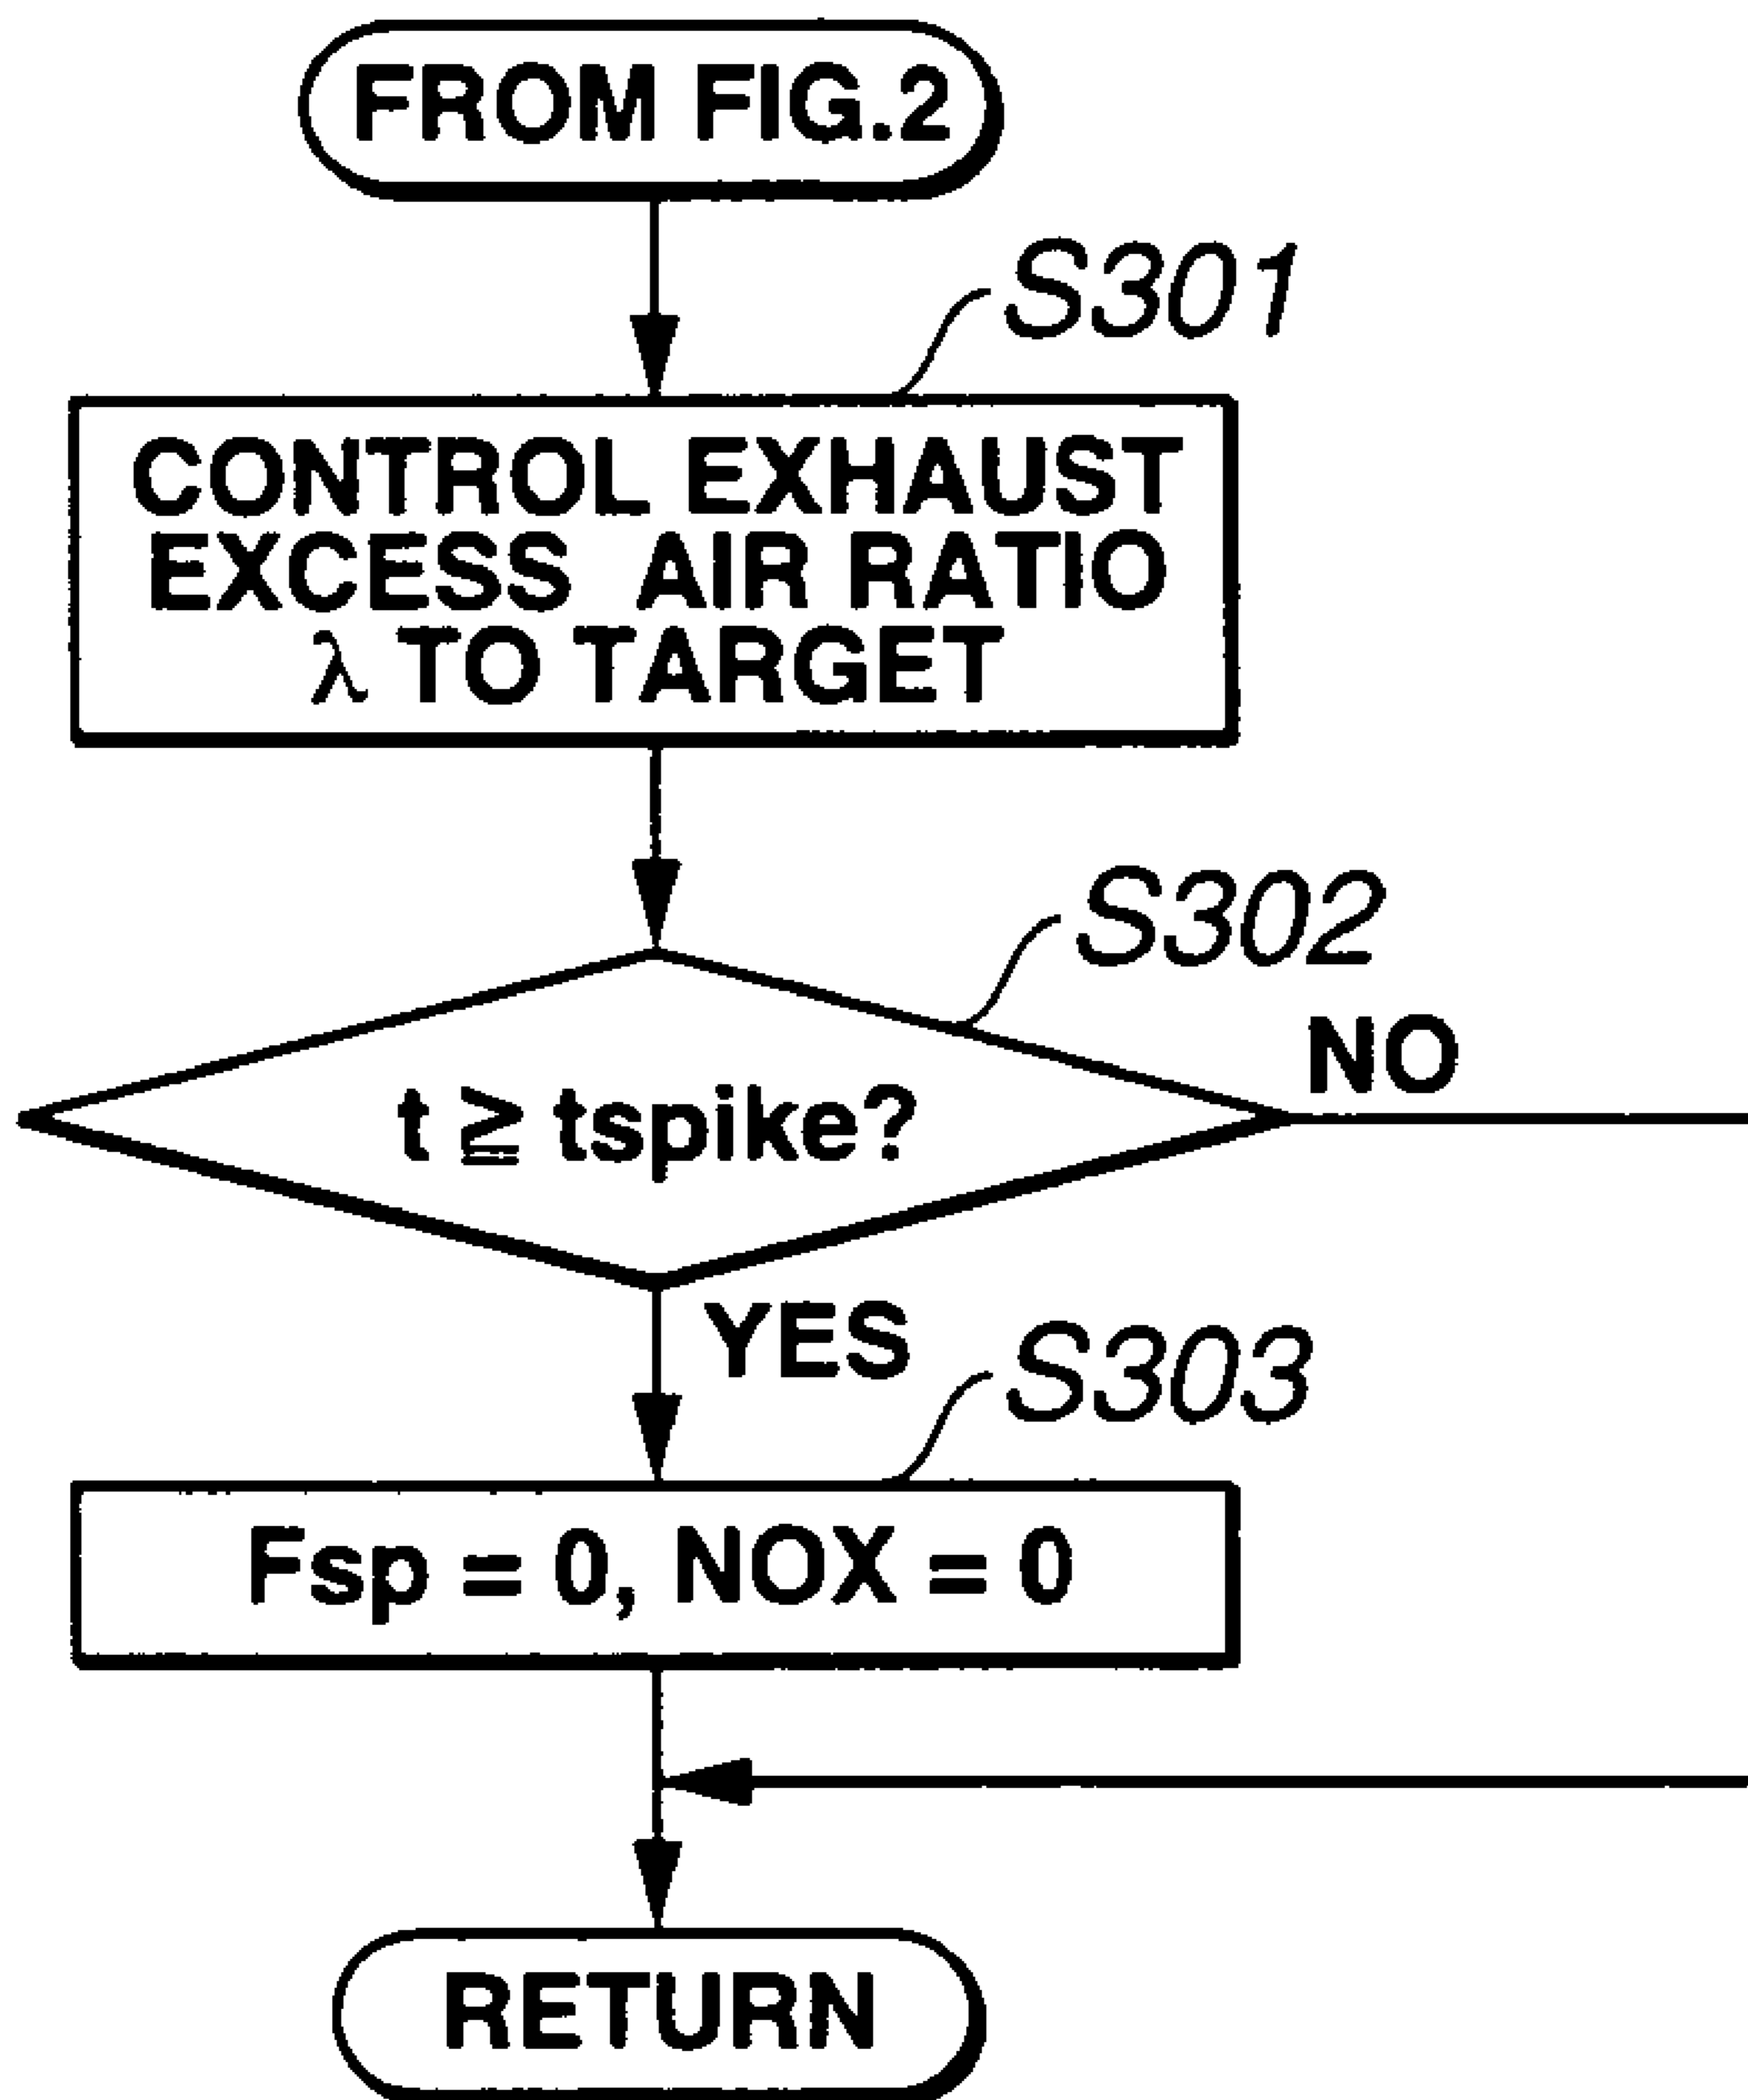 FROM FIG.2
S301
CONTROL EXHAUST
EXCESS AIR RATIO
λ TO TARGET
S302
NO
t ≧ tspike?
YES
S303
Fsp = 0, NOX = 0
RETURN